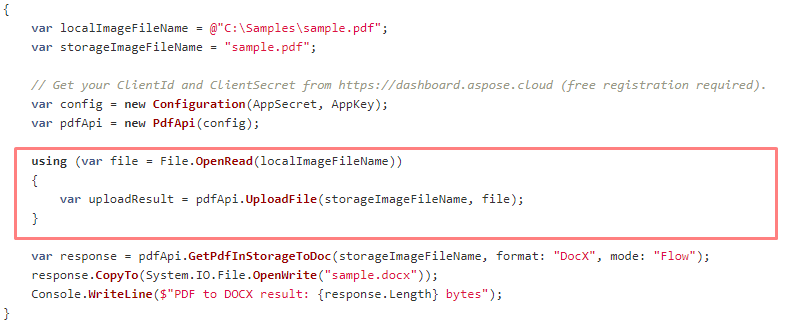 {
var localImageFileName = @"C:\Samples\sample.pdf";
var storageImageFileName = "sample.pdf";
// Get your ClientId and ClientSecret from https://dashboard.aspose.cloud (free registration required).
var config = new Configuration(AppSecret, AppKey);
var pdfApi = new PdfApi(config);
using (var file = File.OpenRead(localImageFileName))
{
var uploadResult = pdfApi.UploadFile(storageImageFileName, file);
}
var response = pdfApi.GetPdfInStorageToDoc(storageImageFileName, format: "DocX", mode: "Flow");
response.CopyTo(System.IO.File.OpenWrite("sample.docx"));
Console.WriteLine($"PDF to DOCX result: {response.Length} bytes");
}